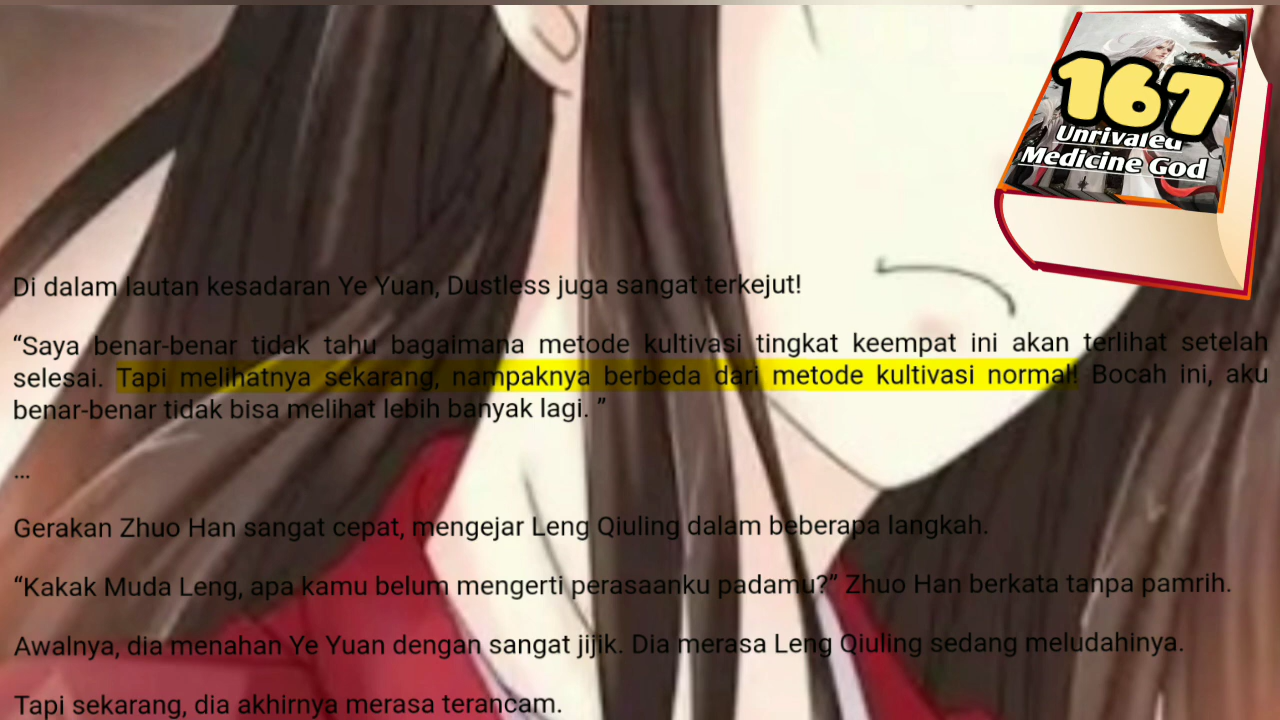 167
Unrivaled
Medicine God
Di dalam lautan kesadaran Ye Yuan, Dustless juga sangat terkejut!
“Saya benar-benar tidak tahu bagaimana metode kultivasi tingkat keempat ini akan terlihat setelah
selesai. Tapi melihatnya sekarang, nampaknya berbeda dari metode kultivasi normal! Bocah ini, aku
benar-benar tidak bisa melihat lebih banyak lagi. ”
...
Gerakan Zhuo Han sangat cepat, mengejar Leng Qiuling dalam beberapa langkah.
“Kakak Muda Leng, apa kamu belum mengerti perasaanku padamu?” Zhuo Han berkata tanpa pamrih.
Awalnya, dia menahan Ye Yuan dengan sangat jijik. Dia merasa Leng Qiuling sedang meludahinya.
Tapi sekarang, dia akhirnya merasa terancam.